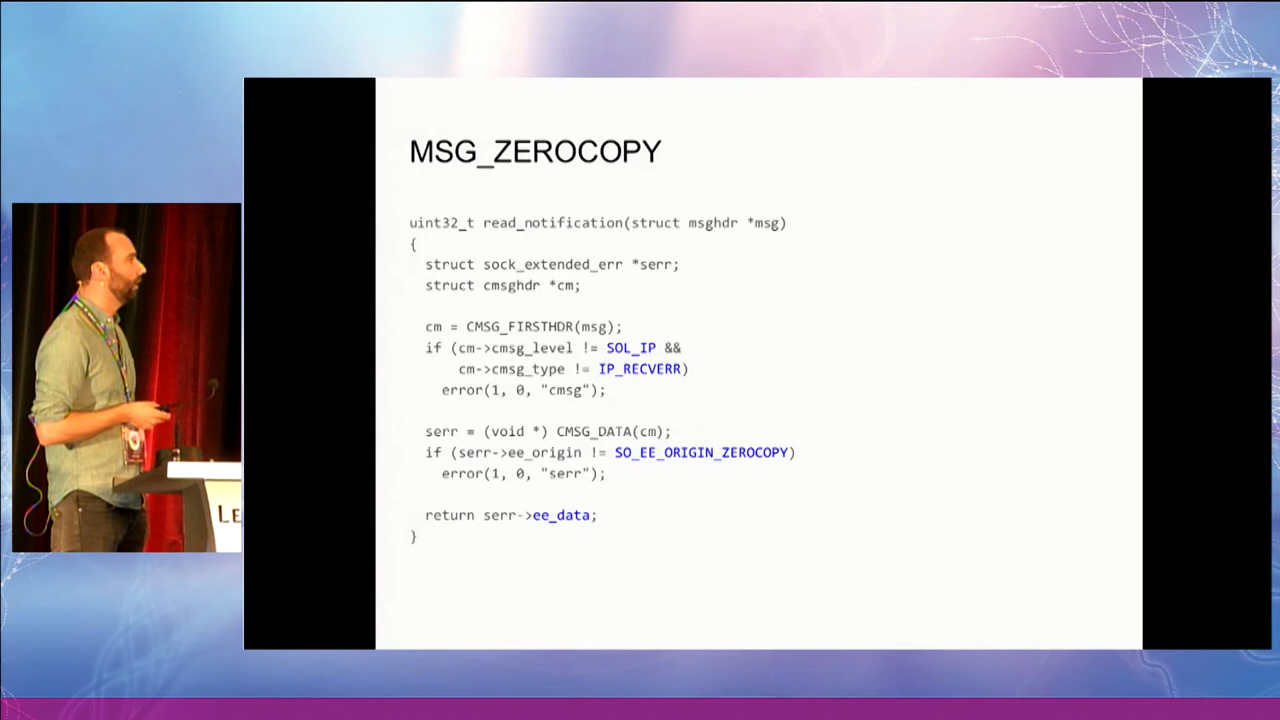 MSG_ZEROCOPY
uint32_t read_notification(struct msghdr *msg)
{
  struct sock_extended_err *serr;
  struct cmsghdr *cm;
  cm = CMSG_FIRSTHDR(msg);
  if (cm->cmsg_level != SOL_IP &&
      cm->cmsg_type != IP_RECVERR)
    error(1, 0, "cmsg");
  serr = (void *) CMSG_DATA(cm);
  if (serr->ee_origin != SO_EE_ORIGIN_ZEROCOPY)
    error(1, 0, "serr");
  return serr->ee_data;
}
LE